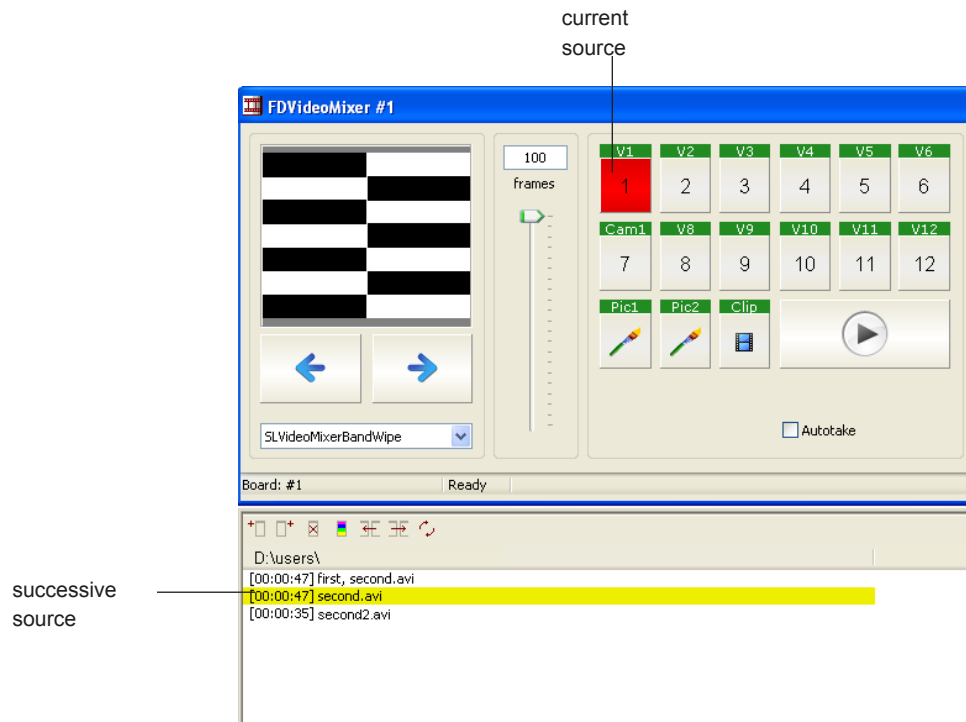 current
source
FDVideoMixer #1
100
frames
V1 V2 V3 V4 V5 V6
1 2 3 4 5 6
Cam1 V8 V9 V10 V11 V12
7 8 9 10 11 12
Pic1 Pic2 Clip
SLVideoMixerBandWipe
Autotake
Board: #1 Ready
D:\users\
[00:00:47] first, second.avi
successive
source
[00:00:47] second.avi
[00:00:35] second2.avi